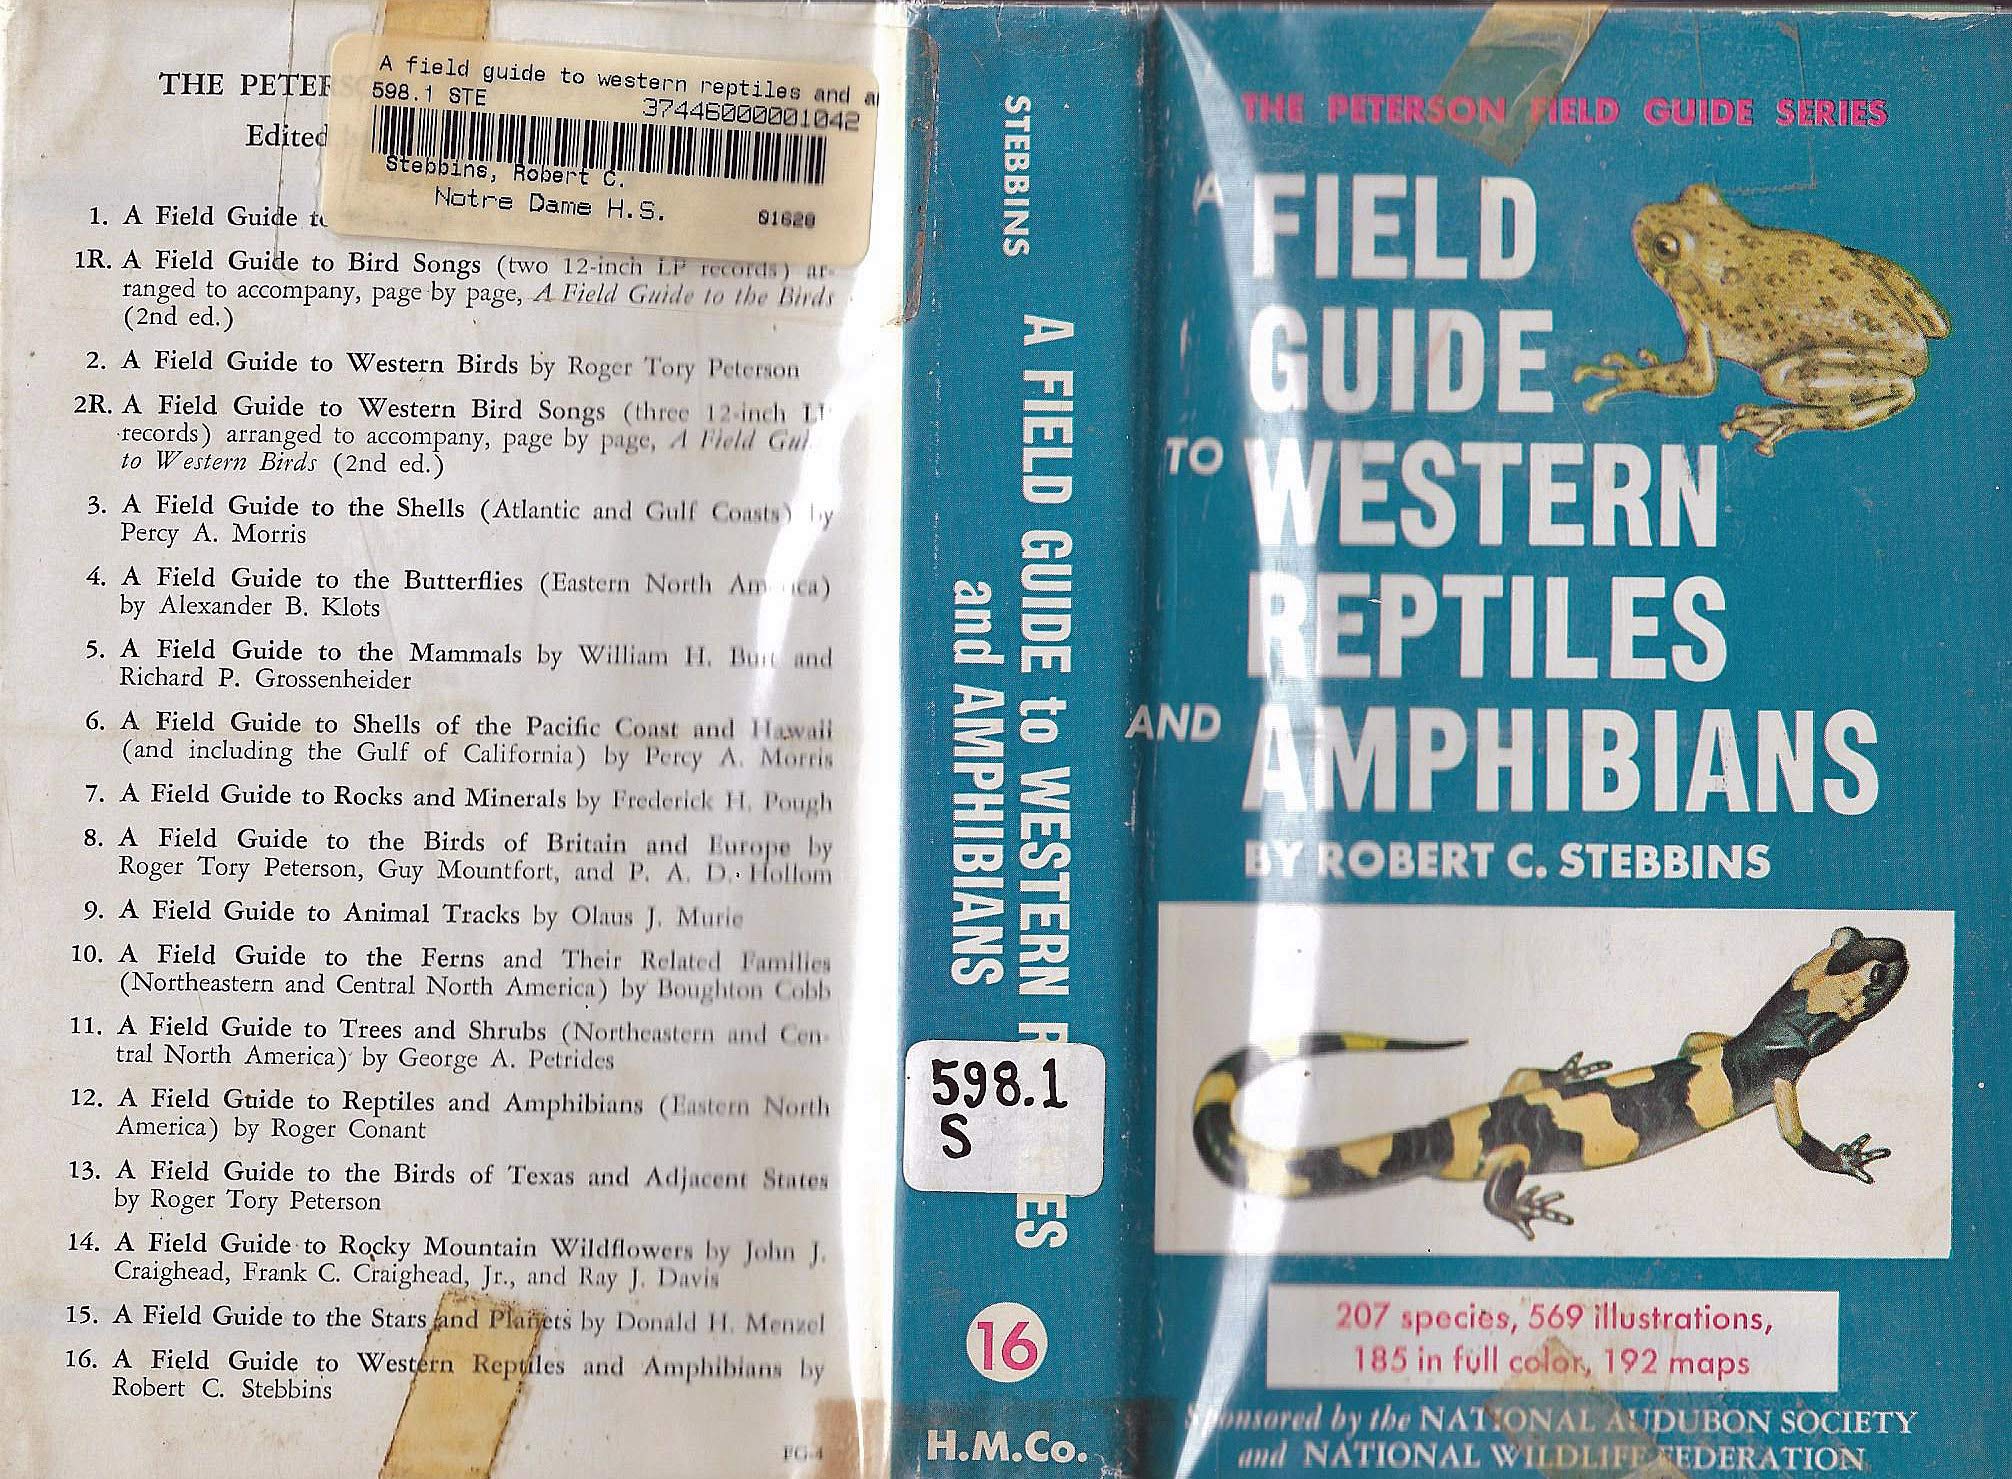 THE PETER
Edited
A field guide to western reptiles and a
598.1 STE
37446000001042
Stebbins, Robert C.
Notre Dame H.S.
01620
1. A Field Guide to
1R. A Field Guide to Bird Songs (two 12-inch LP records) ar-
ranged to accompany, page by page, A Field Guide to the Birds
(2nd ed.)
2. A Field Guide to Western Birds by Roger Tory Peterson
2R. A Field Guide to Western Bird Songs (three 12-inch LP
records) arranged to accompany, page by page, A Field Gui
to Western Birds (2nd ed.)
3. A Field Guide to the Shells (Atlantic and Gulf Coasts) by
Percy A. Morris
4. A Field Guide to the Butterflies (Eastern North America)
by Alexander B. Klots
5. A Field Guide to the Mammals by William H. Burt and
Richard P. Grossenheider
6. A Field Guide to Shells of the Pacific Coast and Hawaii
(and including the Gulf of California) by Percy A. Morris
7. A Field Guide to Rocks and Minerals by Frederick H. Pough
8. A Field Guide to the Birds of Britain and Europe by
Roger Tory Peterson, Guy Mountfort, and P. A. D. Hollom
9. A Field Guide to Animal Tracks by Olaus J. Murie
10. A Field Guide to the Ferns and Their Related Families
(Northeastern and Central North America) by Boughton Cobb
11. A Field Guide to Trees and Shrubs (Northeastern and Cen-
tral North America) by George A. Petrides
12. A Field Guide to Reptiles and Amphibians (Eastern North
America) by Roger Conant
13. A Field Guide to the Birds of Texas and Adjacent States
by Roger Tory Peterson
14. A Field Guide to Rocky Mountain Wildflowers by John J.
Craighead, Frank C. Craighead, Jr., and Ray J. Davis
15. A Field Guide to the Stars and Planets by Donald H. Menzel
16. A Field Guide to Western Reptiles and Amphibians by
Robert C. Stebbins
FG-4
STEBBINS
A FIELD GUIDE to WESTERN R ES
and AMPHIBIANS
598.1
S
16
H.M.Co.
THE PETERSON FIELD GUIDE SERIES
A FIELD
GUIDE
TO WESTERN
REPTILES
AND AMPHIBIANS
BY ROBERT C. STEBBINS
207 species, 569 illustrations,
185 in full color, 192 maps
Sponsored by the NATIONAL AUDUBON SOCIETY
and NATIONAL WILDLIFE FEDERATION